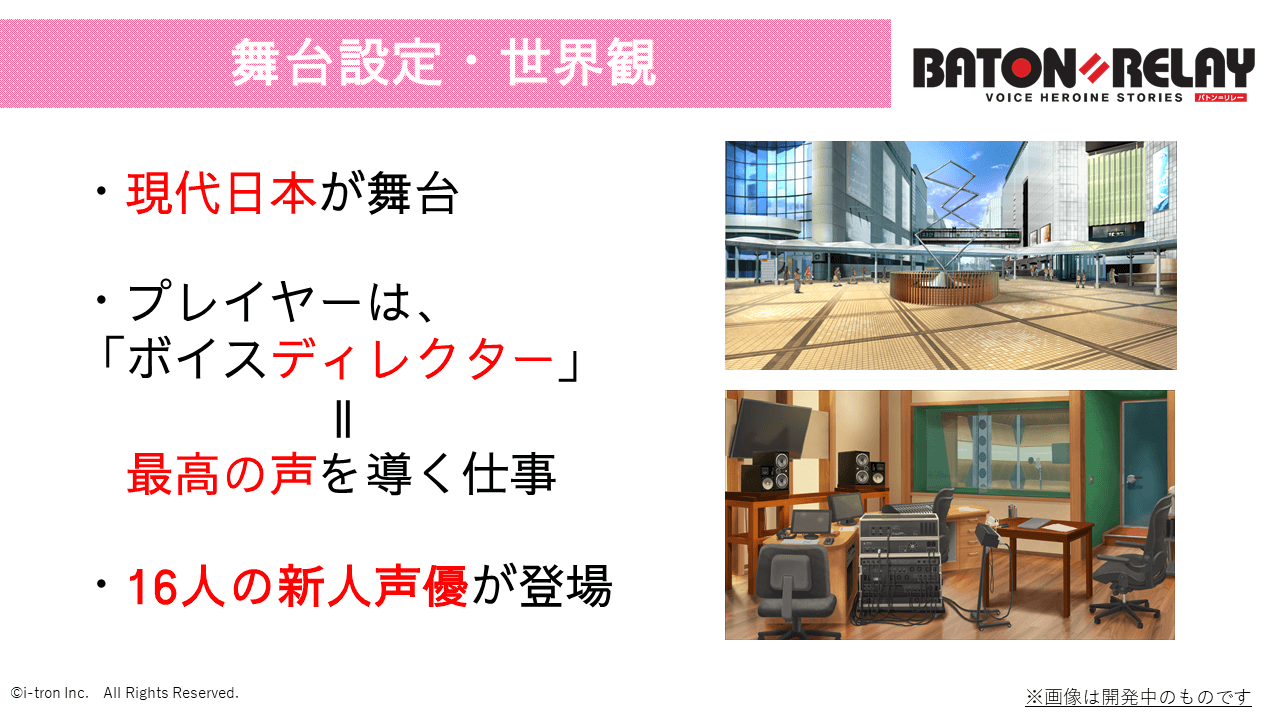 舞台設定・世界観
BATON=RELAY
VOICE HEROINE STORIES バトン=リレー
・現代日本が舞台
・プレイヤーは、
「ボイスディレクター」
||
最高の声を導く仕事
・16人の新人声優が登場
©i-tron Inc. All Rights Reserved.
※画像は開発中のものです